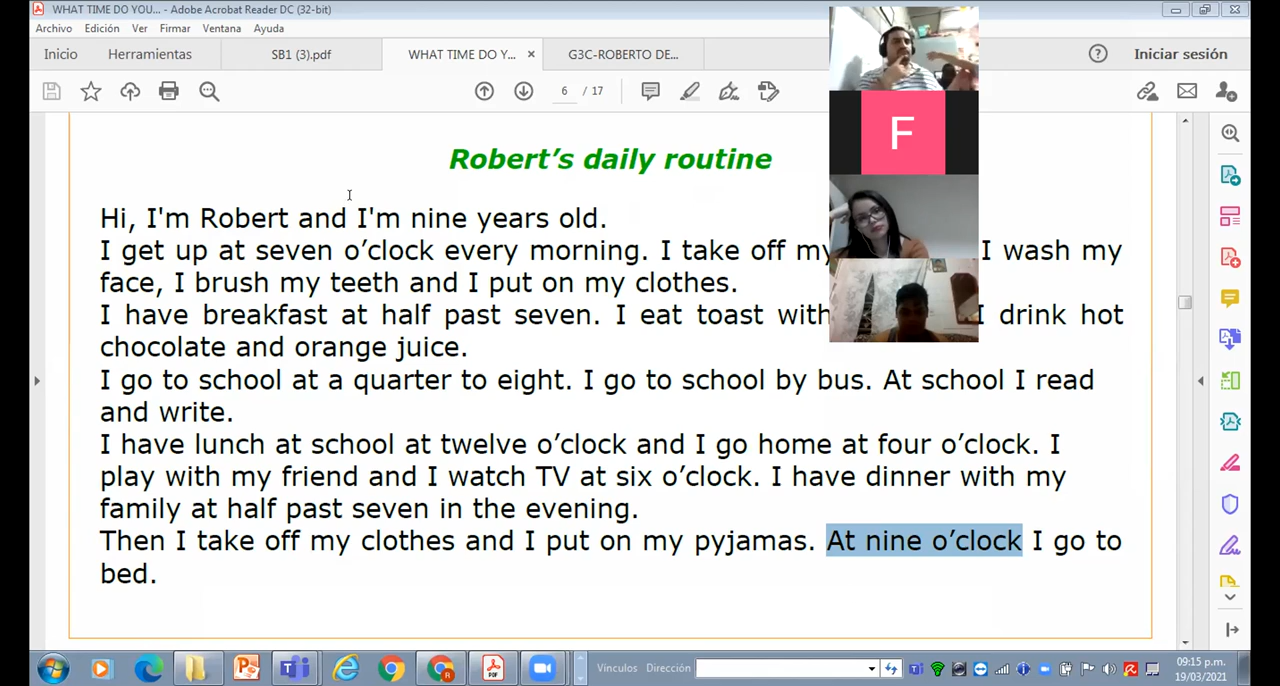 WHAT TIME DO YOU... - Adobe Acrobat Reader DC (32-bit)
Archivo Edición Ver Firmar Ventana Ayuda
Inicio Herramientas SB1 (3).pdf WHAT TIME DO Y... × G3C-ROBERTO DE... Iniciar sesión
6 / 17
Robert's daily routine
F
Hi, I'm Robert and I'm nine years old.
I get up at seven o’clock every morning. I take off my I wash my
face, I brush my teeth and I put on my clothes.
I have breakfast at half past seven. I eat toast with I drink hot
chocolate and orange juice.
I go to school at a quarter to eight. I go to school by bus. At school I read
and write.
I have lunch at school at twelve o’clock and I go home at four o’clock. I
play with my friend and I watch TV at six o’clock. I have dinner with my
family at half past seven in the evening.
Then I take off my clothes and I put on my pyjamas. At nine o’clock I go to
bed.
Vínculos Dirección 09:15 p.m.
19/03/2021